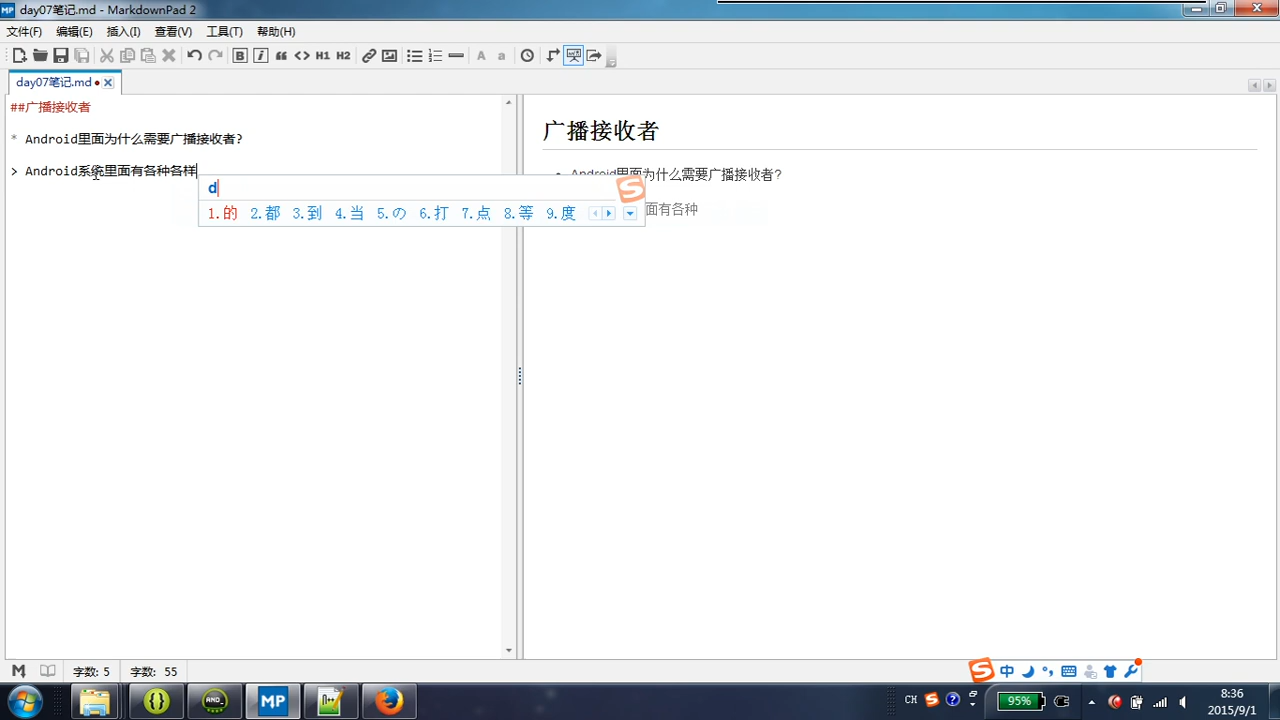 day07笔记.md - MarkdownPad 2
文件(F) 编辑(E) 插入(I) 查看(V) 工具(T) 帮助(H)
B i “ <> H1 H2 A a
day07笔记.md
##广播接收者
* Android里面为什么需要广播接收者?
> Android系统里面有各种各样
d
1.的 2.都 3.到 4.当 5.の 6.打 7.点 8.等 9.度
广播接收者
Android里面为什么需要广播接收者?
面有各种
字数: 5 字数: 55
中
AND
MP
CH
95%
8:36
2015/9/1